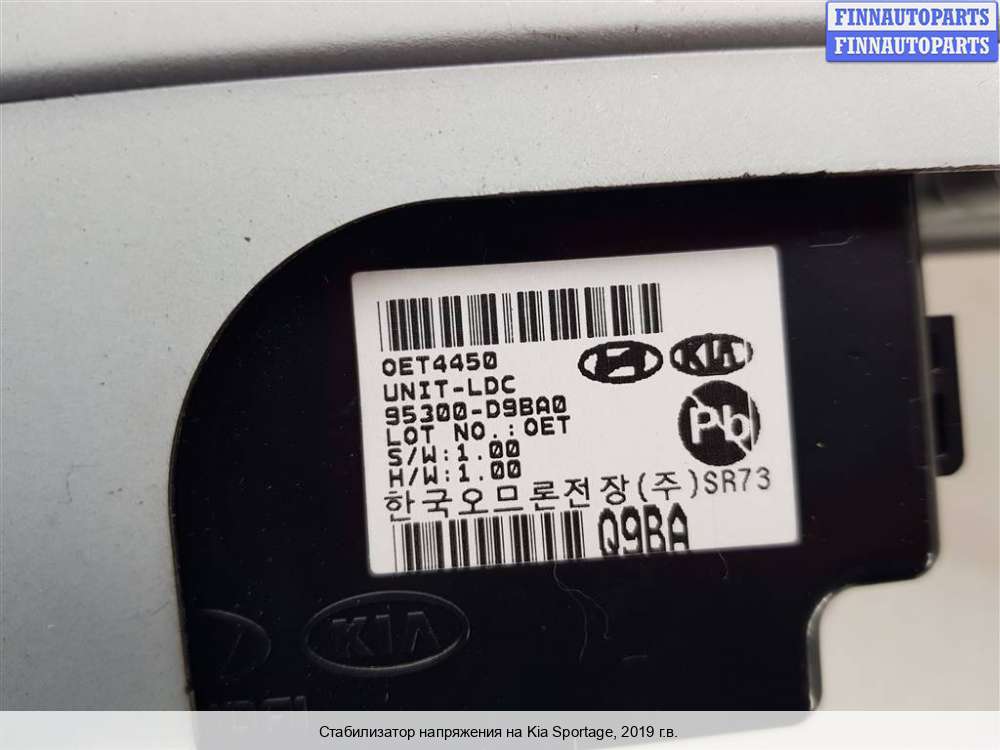 FINNAUTOPARTS
FINNAUTOPARTS
OET4450
UNIT-LDC
95300-D9BA0
LOT NO.:OET
S/W:1.00
H/W:1.00
KIA
Pb
한국오므론전장(주)SR73
Q9BA
KIA
Стабилизатор напряжения на Kia Sportage, 2019 г.в.